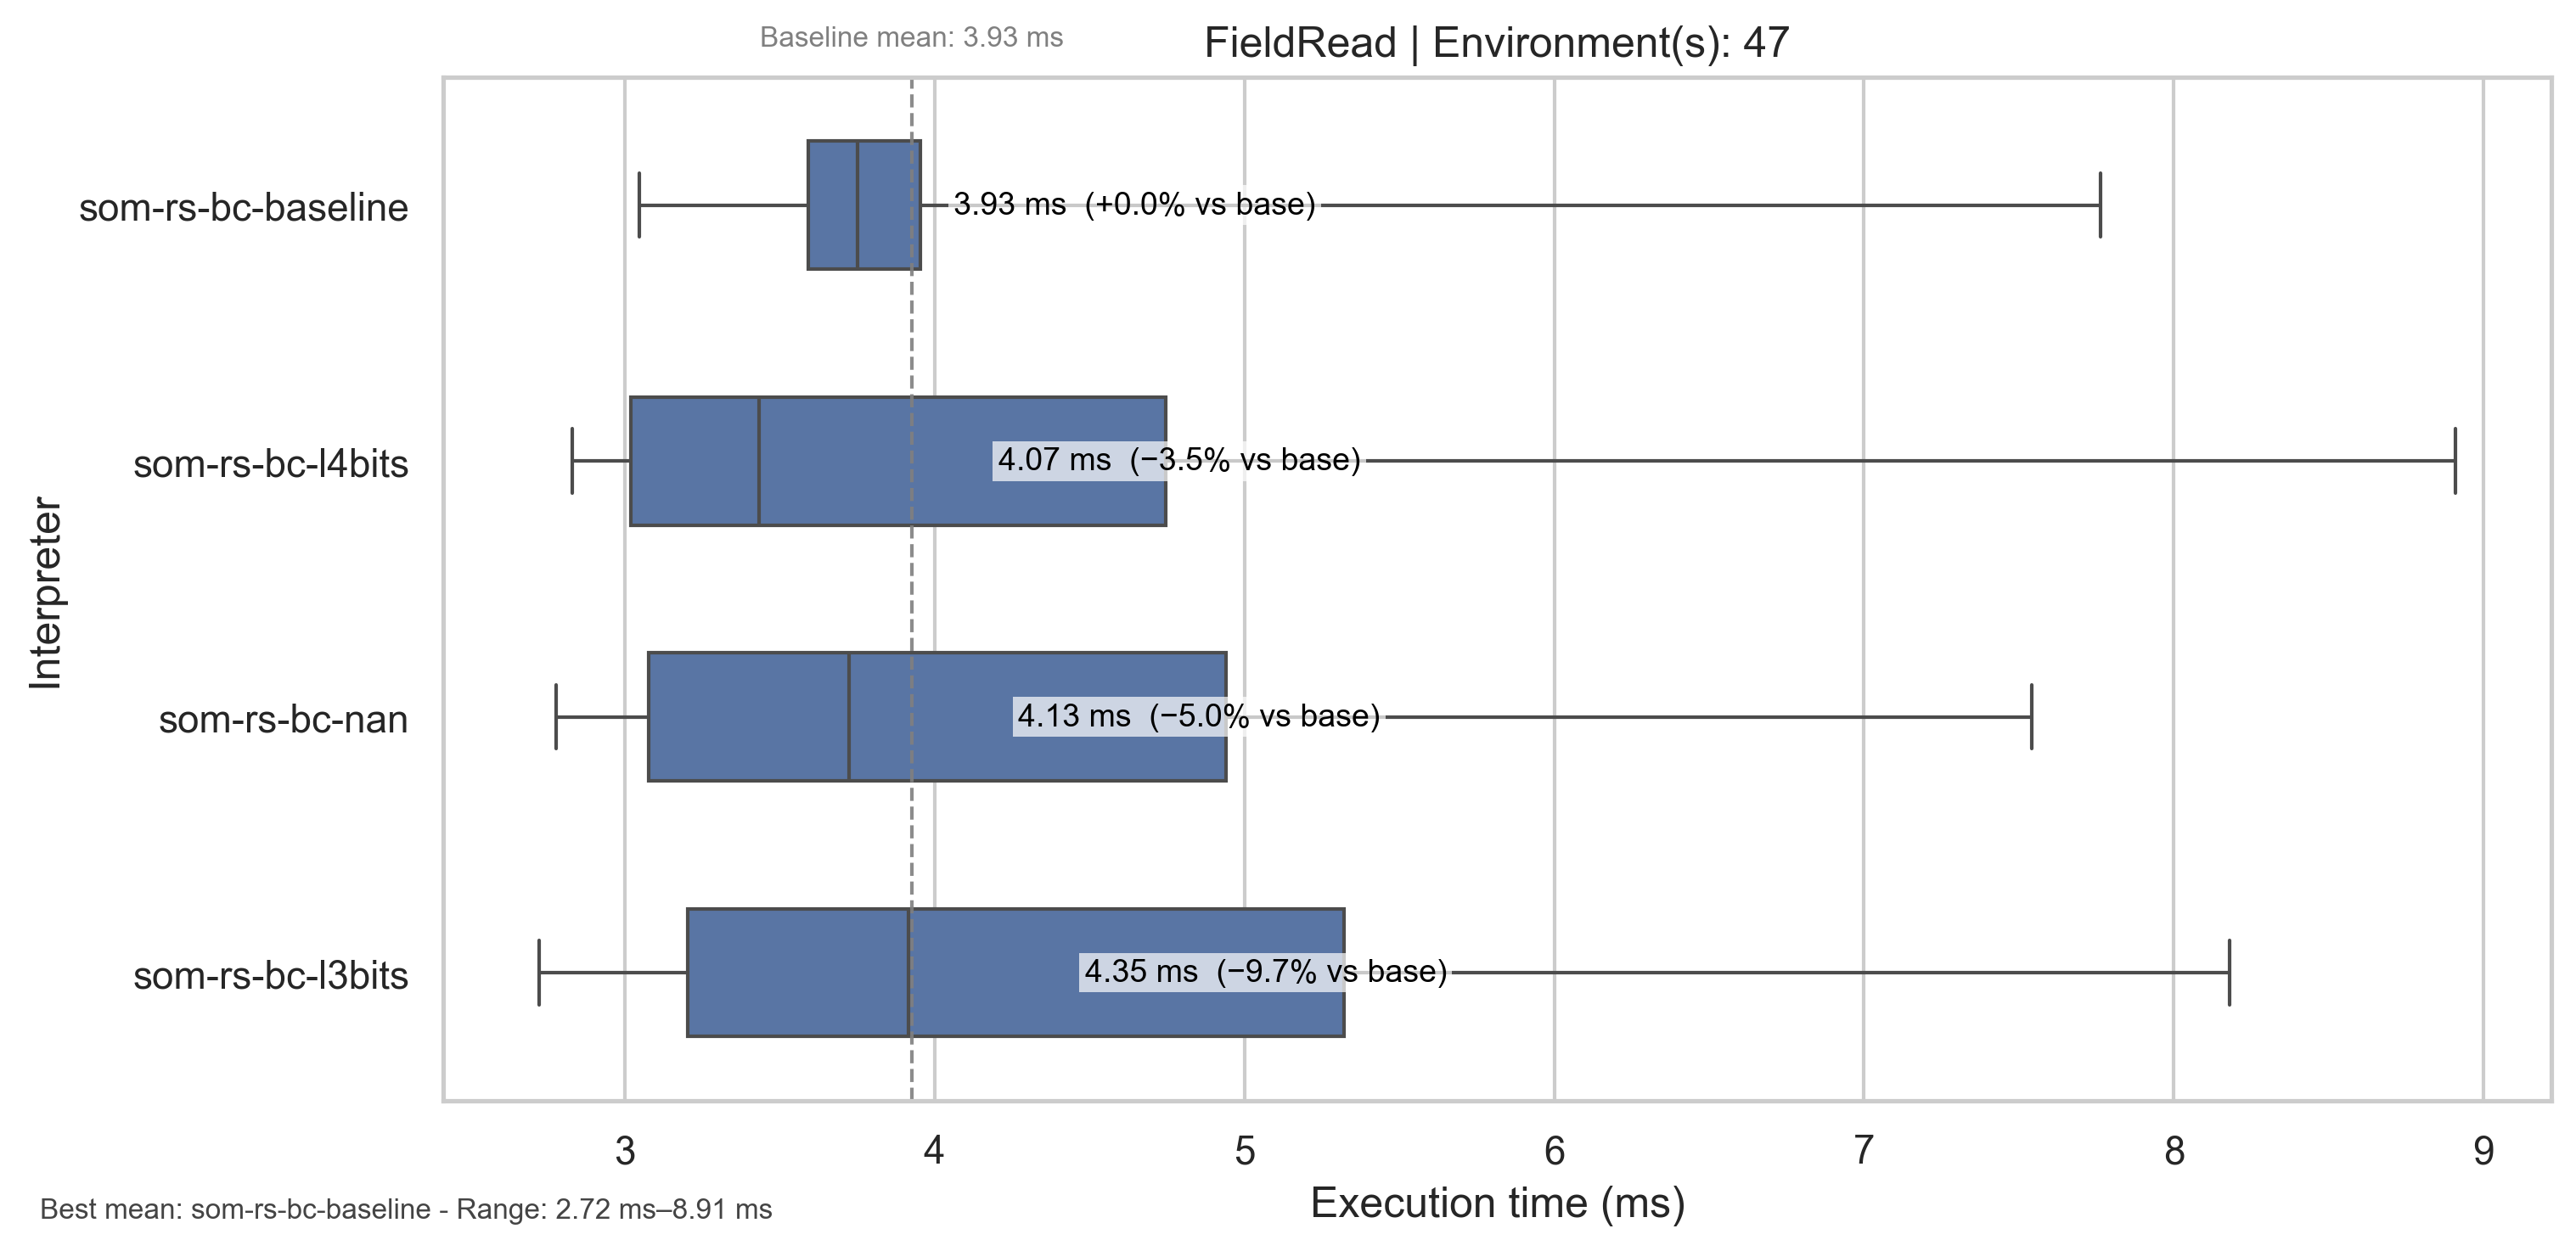 Baseline mean: 3.93 ms
FieldRead | Environment(s): 47
som-rs-bc-baseline
3.93 ms (+0.0% vs base)
som-rs-bc-l4bits
4.07 ms (−3.5% vs base)
Interpreter
som-rs-bc-nan
4.13 ms (−5.0% vs base)
som-rs-bc-l3bits
4.35 ms (−9.7% vs base)
3 4 5 6 7 8 9
Execution time (ms)
Best mean: som-rs-bc-baseline - Range: 2.72 ms–8.91 ms